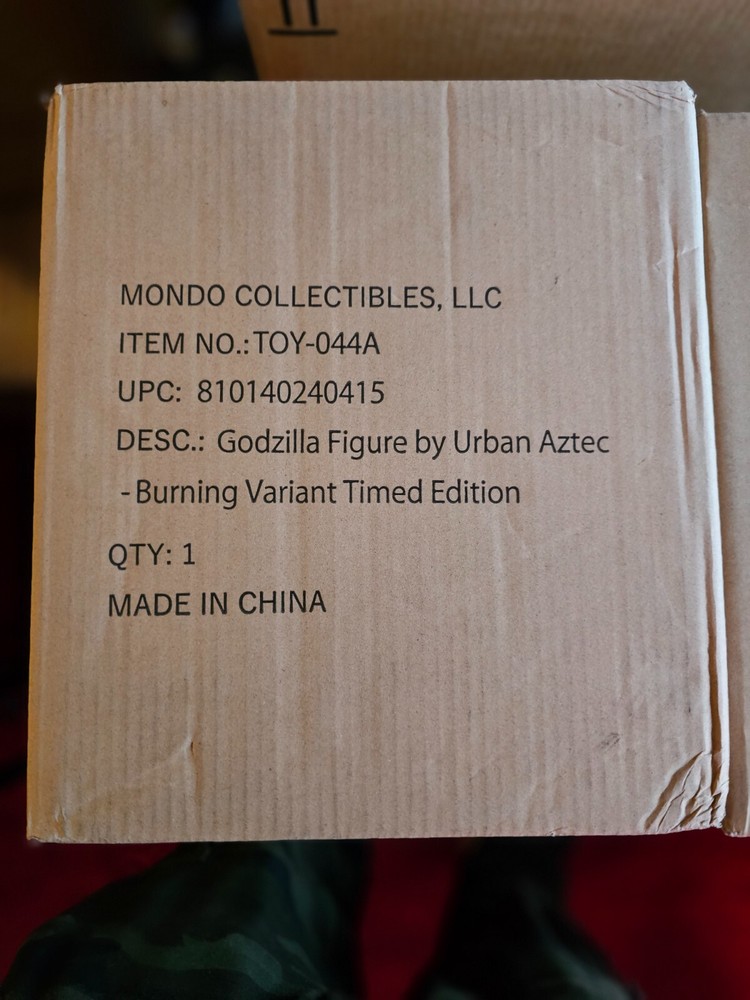 MONDO COLLECTIBLES, LLC
ITEM NO.: TOY-044A
UPC: 810140240415
DESC.: Godzilla Figure by Urban Aztec
- Burning Variant Timed Edition
QTY: 1
MADE IN CHINA